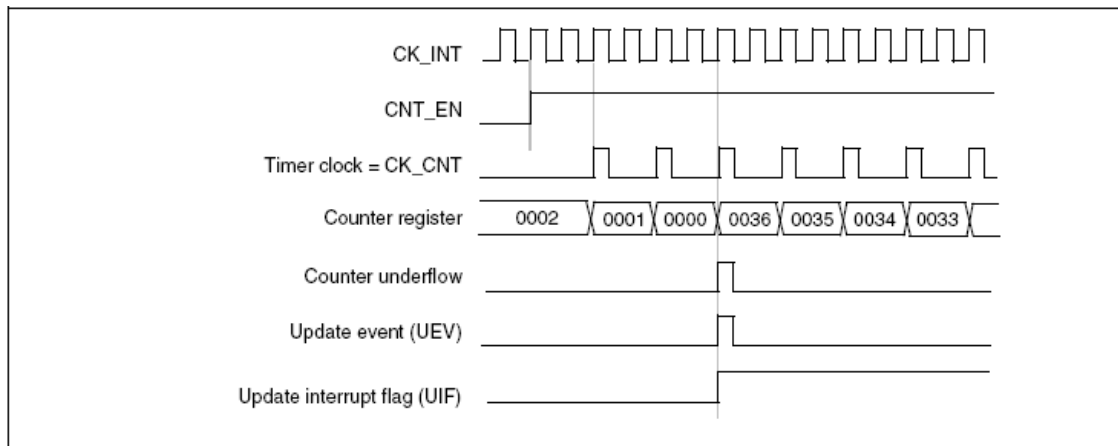 CK_INT
CNT_EN
Timer clock = CK_CNT
Counter register 0002 0001 0000 0036 0035 0034 0033
Counter underflow
Update event (UEV)
Update interrupt flag (UIF)